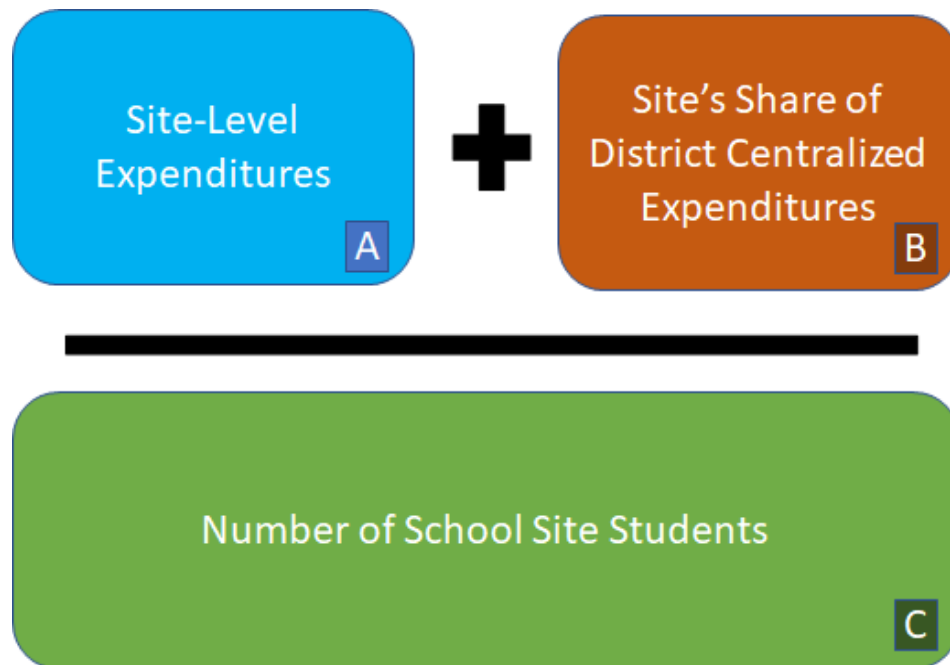 Site-Level
Expenditures
A
Site’s Share of
District Centralized
Expenditures
B
Number of School Site Students
C